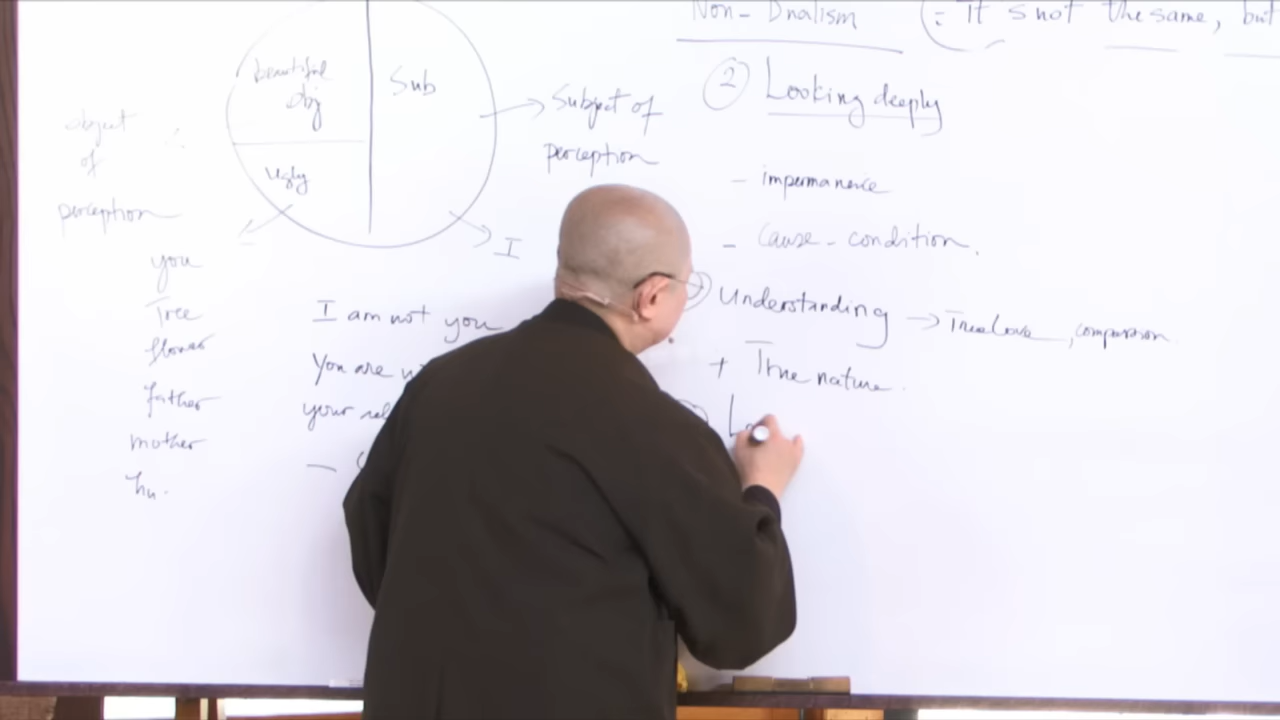 beautiful
obj
Ugly
Sub
Subject of
perception
I
object
of
perception
you
Tree
flower
father
mother
hu.
I am not you
You are
your
Non-Dualism
= It s not the same, but
2 Looking deeply
- impermanence
- Cause - condition.
Understanding → True Love, compassion
+ True nature.